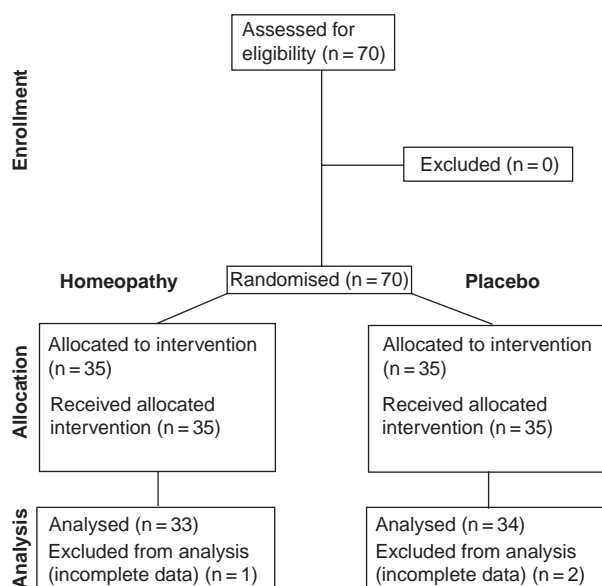 Assessed for
eligibility (n = 70)
Enrollment
Excluded (n = 0)
Randomised (n = 70)
Homeopathy
Placebo
Allocation
Allocated to intervention
(n = 35)
Received allocated
intervention (n = 35)
Allocated to intervention
(n = 35)
Received allocated
intervention (n = 35)
Analysis
Analysed (n = 33)
Excluded from analysis
(incomplete data) (n = 1)
Analysed (n = 34)
Excluded from analysis
(incomplete data) (n = 2)